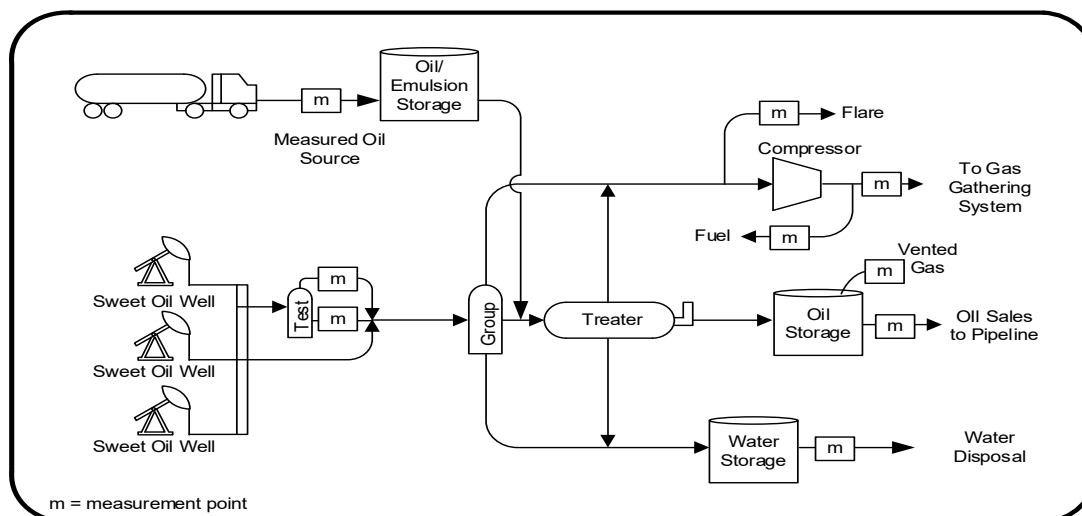 Oil/
Emulsion
Storage
m
Measured Oil
Source
m
Flare
Compressor
m
To Gas
Gathering
System
Fuel
m
Vented
Gas
m
Sweet Oil Well
Test
m
m
Sweet Oil Well
Sweet Oil Well
Group
Treater
Oil
Storage
m
OIl Sales
to Pipeline
Water
Storage
m
Water
Disposal
m = measurement point